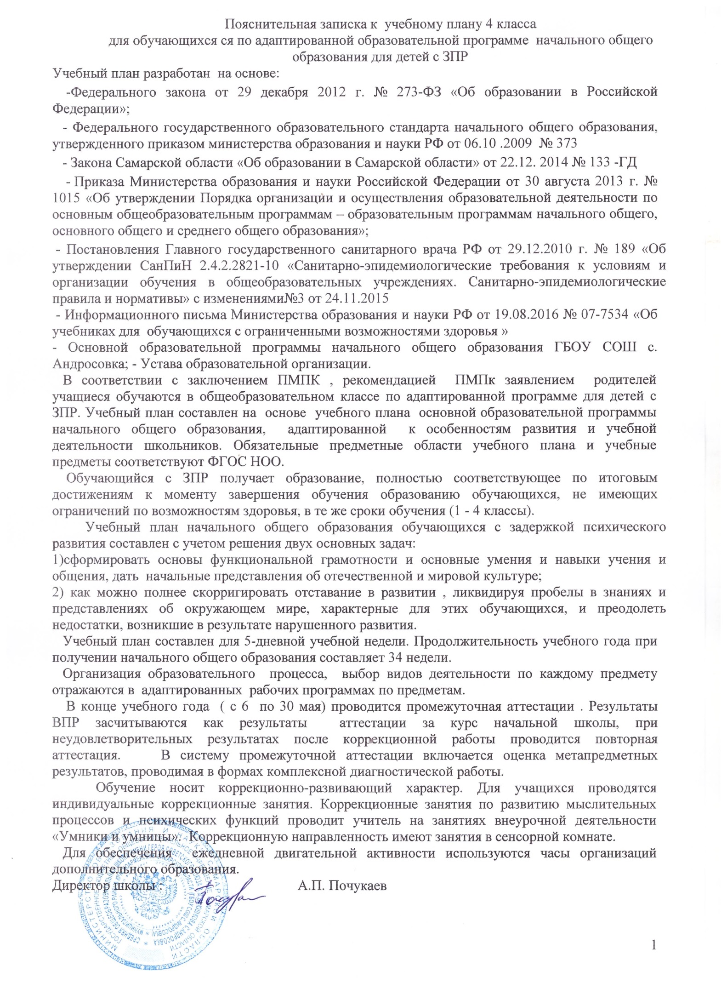 Пояснительная записка к учебному плану 4 класса
для обучающихся ся по адаптированной образовательной программе начального общего
образования для детей с ЗПР
Учебный план разработан на основе:
-Федерального закона от 29 декабря 2012 г. № 273-ФЗ «Об образовании в Российской
Федерации»;
- Федерального государственного образовательного стандарта начального общего образования,
утвержденного приказом министерства образования и науки РФ от 06.10 .2009 № 373
- Закона Самарской области «Об образовании в Самарской области» от 22.12. 2014 № 133 -ГД
- Приказа Министерства образования и науки Российской Федерации от 30 августа 2013 г. №
1015 «Об утверждении Порядка организации и осуществления образовательной деятельности по
основным общеобразовательным программам – образовательным программам начального общего,
основного общего и среднего общего образования»;
- Постановления Главного государственного санитарного врача РФ от 29.12.2010 г. № 189 «Об
утверждении СанПиН 2.4.2.2821-10 «Санитарно-эпидемиологические требования к условиям и
организации обучения в общеобразовательных учреждениях. Санитарно-эпидемиологические
правила и нормативы» с изменениями№3 от 24.11.2015
- Информационного письма Министерства образования и науки РФ от 19.08.2016 № 07-7534 «Об
учебниках для обучающихся с ограниченными возможностями здоровья »
- Основной образовательной программы начального общего образования ГБОУ СОШ с.
Андросовка; - Устава образовательной организации.
В соответствии с заключением ПМПК , рекомендацией ПМПк заявлением родителей
учащиеся обучаются в общеобразовательном классе по адаптированной программе для детей с
ЗПР. Учебный план составлен на основе учебного плана основной образовательной программы
начального общего образования, адаптированной к особенностям развития и учебной
деятельности школьников. Обязательные предметные области учебного плана и учебные
предметы соответствуют ФГОС НОО.
Обучающийся с ЗПР получает образование, полностью соответствующее по итоговым
достижениям к моменту завершения обучения образованию обучающихся, не имеющих
ограничений по возможностям здоровья, в те же сроки обучения (1 - 4 классы).
Учебный план начального общего образования обучающихся с задержкой психического
развития составлен с учетом решения двух основных задач:
1)сформировать основы функциональной грамотности и основные умения и навыки учения и
общения, дать начальные представления об отечественной и мировой культуре;
2) как можно полнее скорригировать отставание в развитии , ликвидируя пробелы в знаниях и
представлениях об окружающем мире, характерные для этих обучающихся, и преодолеть
недостатки, возникшие в результате нарушенного развития.
Учебный план составлен для 5-дневной учебной недели. Продолжительность учебного года при
получении начального общего образования составляет 34 недели.
Организация образовательного процесса, выбор видов деятельности по каждому предмету
отражаются в адаптированных рабочих программах по предметам.
В конце учебного года ( с 6 по 30 мая) проводится промежуточная аттестации . Результаты
ВПР засчитываются как результаты аттестации за курс начальной школы, при
неудовлетворительных результатах после коррекционной работы проводится повторная
аттестация. В систему промежуточной аттестации включается оценка метапредметных
результатов, проводимая в формах комплексной диагностической работы.
Обучение носит коррекционно-развивающий характер. Для учащихся проводятся
индивидуальные коррекционные занятия. Коррекционные занятия по развитию мыслительных
процессов и психических функций проводит учитель на занятиях внеурочной деятельности
«Умники и умницы». Коррекционную направленность имеют занятия в сенсорной комнате.
Для обеспечения ежедневной двигательной активности используются часы организаций
дополнительного образования.
Директор школы : А.П. Почукаев
МИНИСТЕРСТВО ОБРАЗОВАНИЯ И НАУКИ САМАРСКОЙ ОБЛАСТИ
1